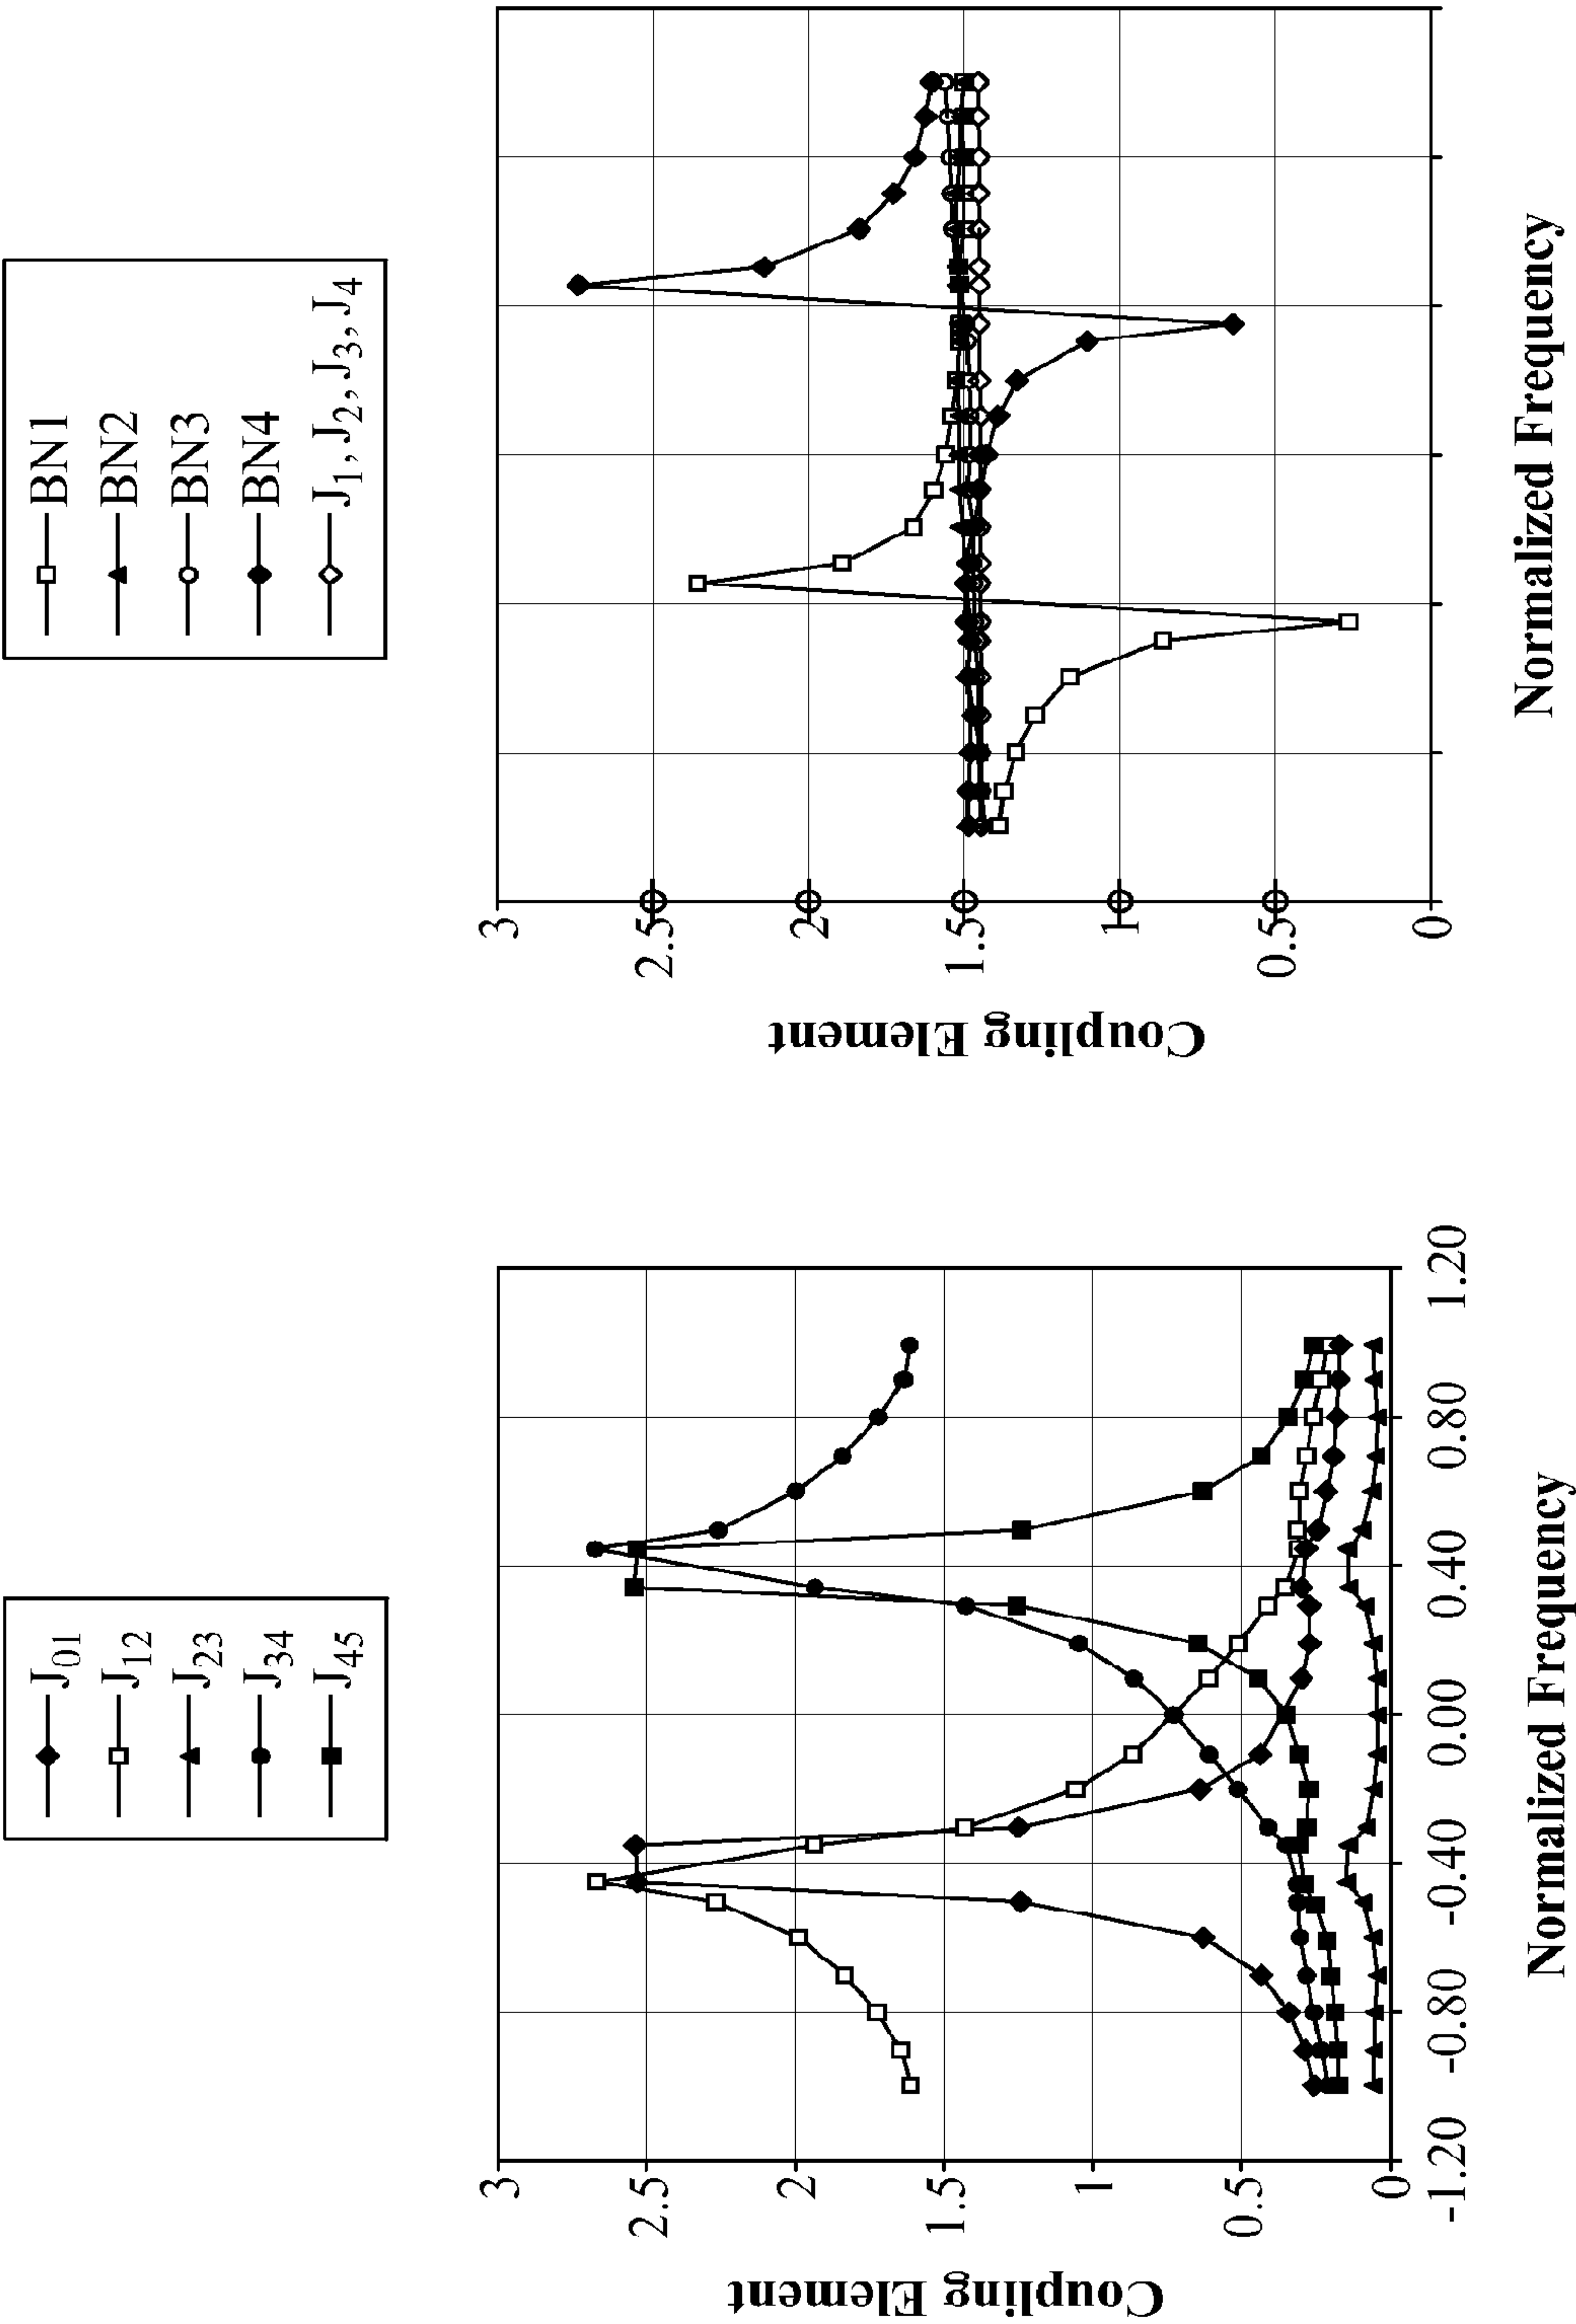 J01
J12
J23
J34
J45
Coupling Element
3
2.5
2
1.5
1
0.5
0
-1.20 -0.80 -0.40 0.00 0.40 0.80 1.20
Normalized Frequency
BN1
BN2
BN3
BN4
J1, J2, J3, J4
Coupling Element
3
2.5
2
1.5
1
0.5
0
Normalized Frequency